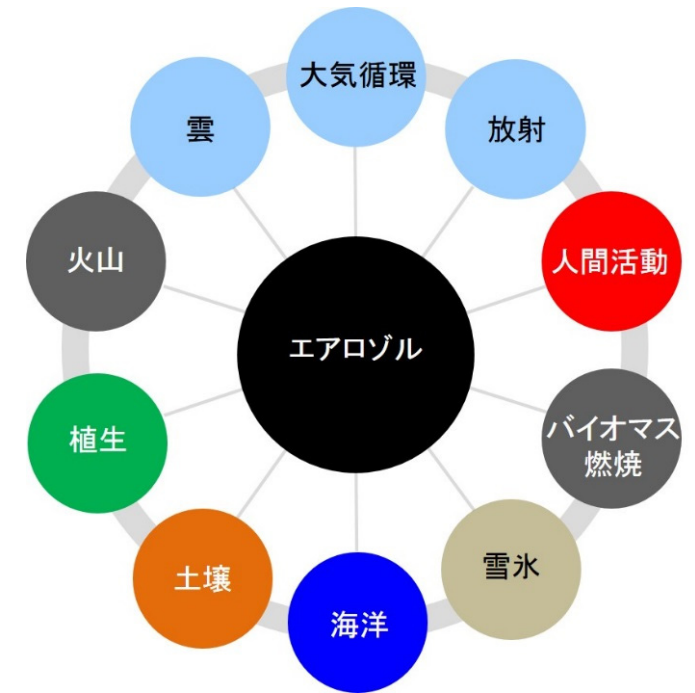 大気循環
放射
人間活動
バイオマス
燃焼
雪氷
海洋
土壌
植生
火山
雲
エアロゾル